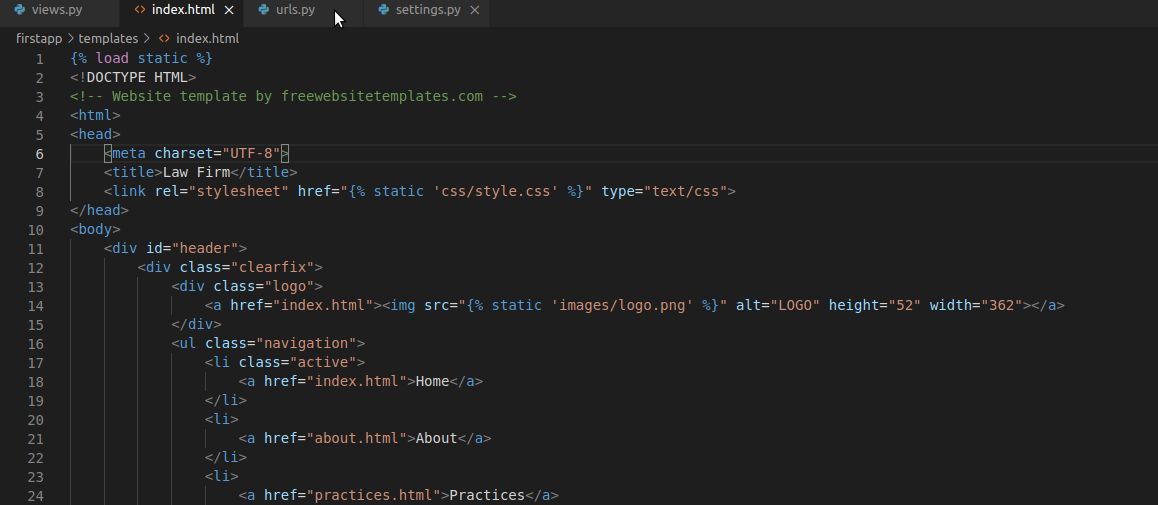 views.py index.html urls.py settings.py
firstapp > templates > <> index.html
1 {% load static %}
2 <!DOCTYPE HTML>
3 <!-- Website template by freewebsitetemplates.com -->
4 <html>
5 <head>
6 <meta charset="UTF-8">
7 <title>Law Firm</title>
8 <link rel="stylesheet" href="{% static 'css/style.css' %}" type="text/css">
9 </head>
10 <body>
11 <div id="header">
12 <div class="clearfix">
13 <div class="logo">
14 <a href="index.html"><img src="{% static 'images/logo.png' %}" alt="LOGO" height="52" width="362"></a>
15 </div>
16 <ul class="navigation">
17 <li class="active">
18 <a href="index.html">Home</a>
19 </li>
20 <li>
21 <a href="about.html">About</a>
22 </li>
23 <li>
24 <a href="practices.html">Practices</a>